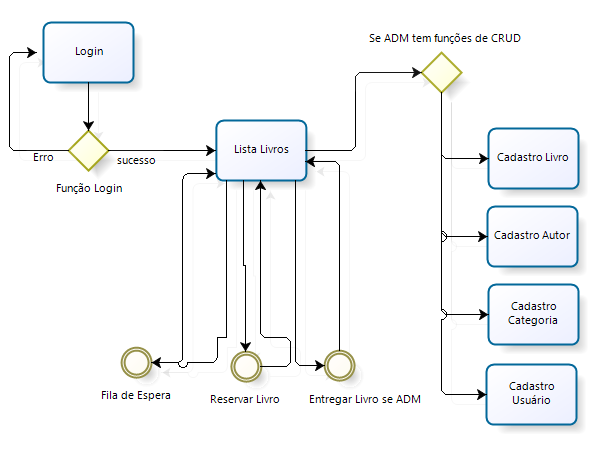 Se ADM tem funções de CRUD
Login
Erro
sucesso
Lista Livros
Função Login
Cadastro Livro
Cadastro Autor
Cadastro
Categoria
Cadastro
Usuário
Fila de Espera
Reservar Livro
Entregar Livro se ADM